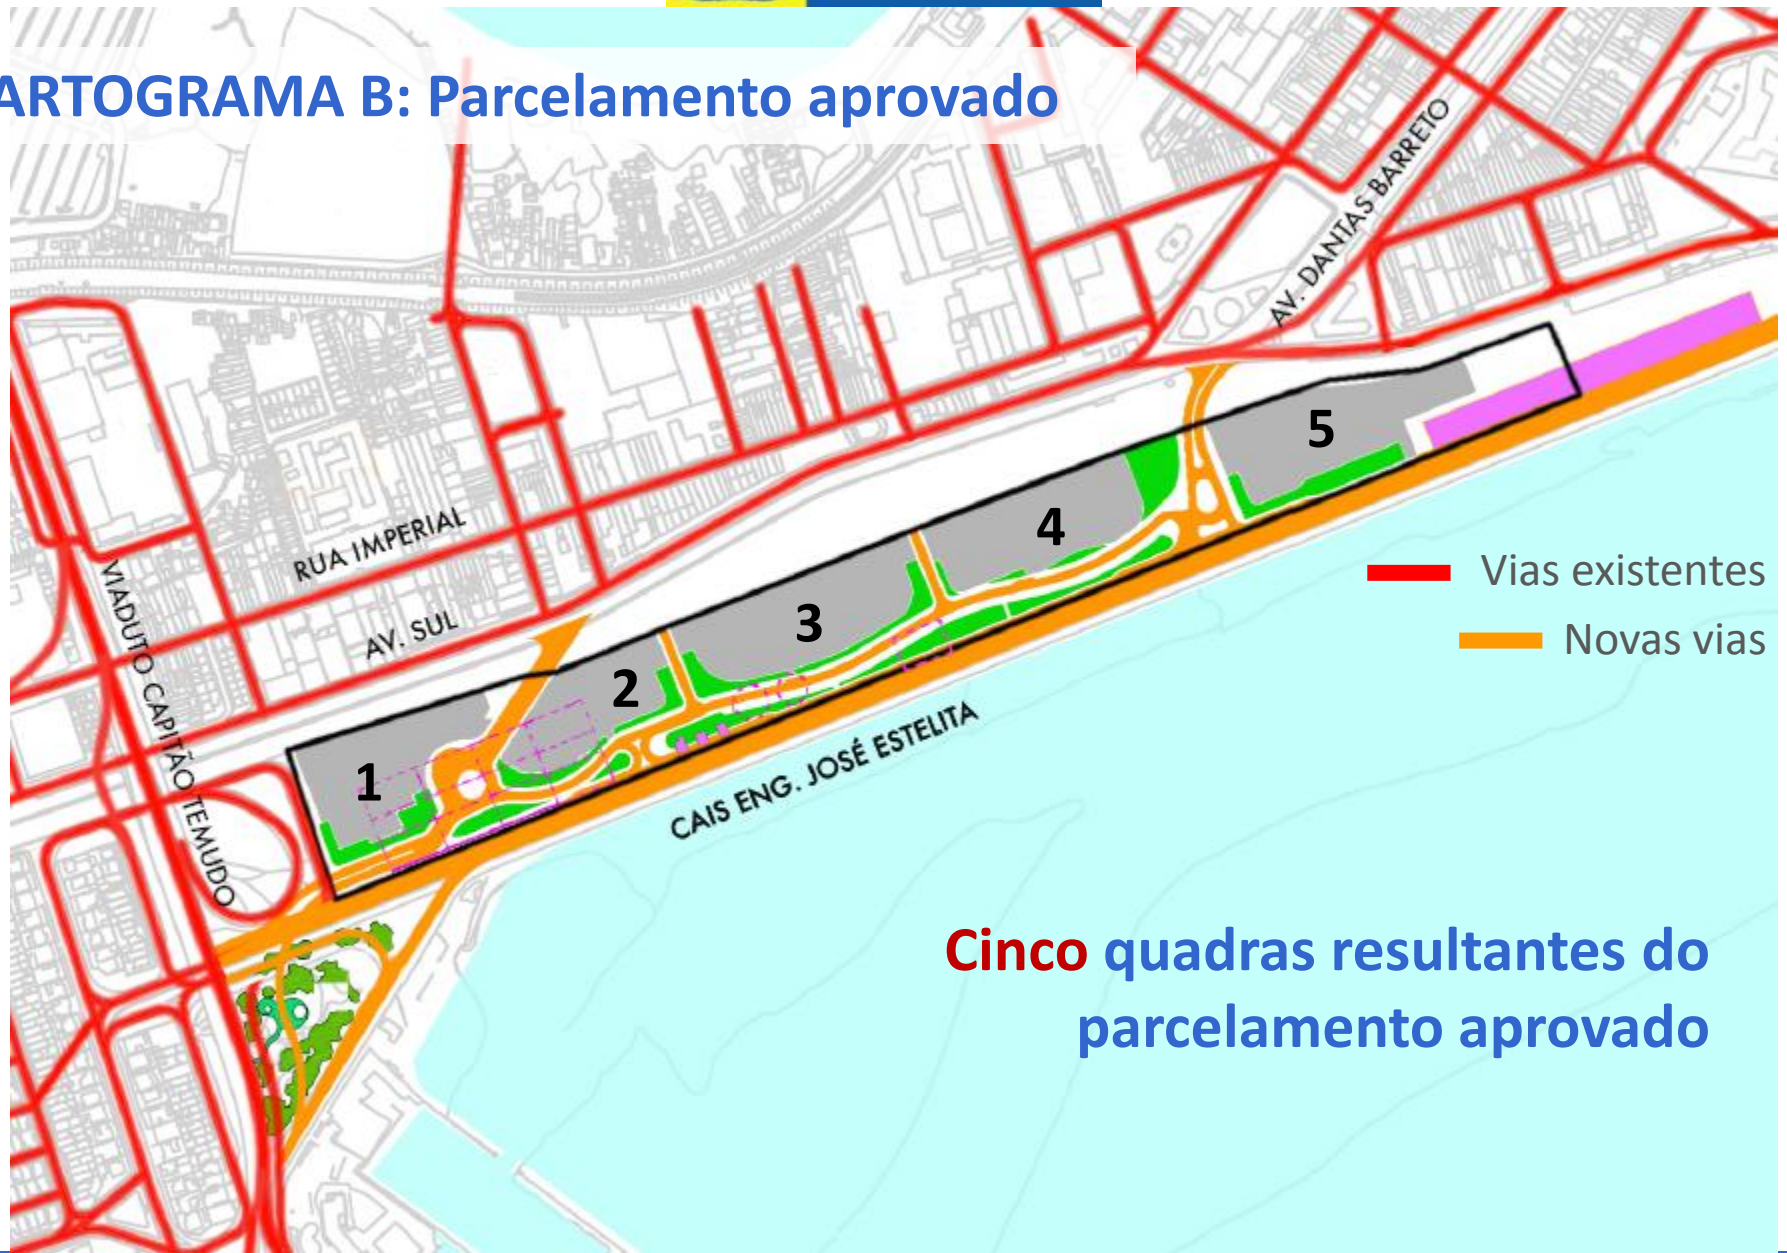 ARTOGRAMA B: Parcelamento aprovado
AV. DANTAS BARRETO
5
4
RUA IMPERIAL
Vias existentes
VIADUTO CAPITÃO TEMUDO
3
AV. SUL
Novas vias
2
1
CAIS ENG. JOSÉ ESTELITA
Cinco quadras resultantes do
parcelamento aprovado